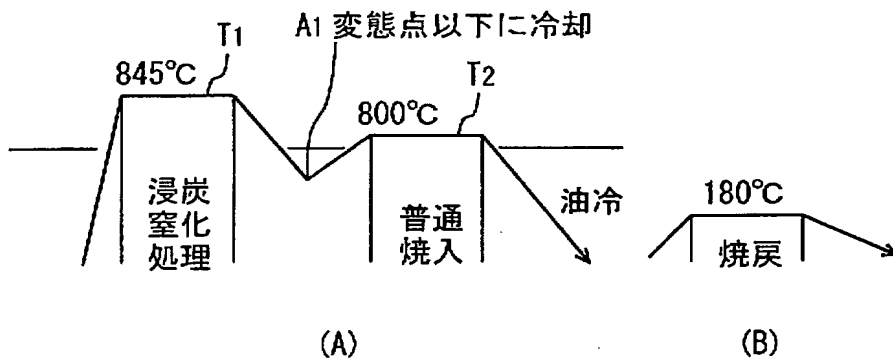 A1 変態点以下に冷却
T1
845℃
T2
800℃
浸炭
窒化
処理
普通
焼入
油冷
180℃
焼戻
(A)
(B)